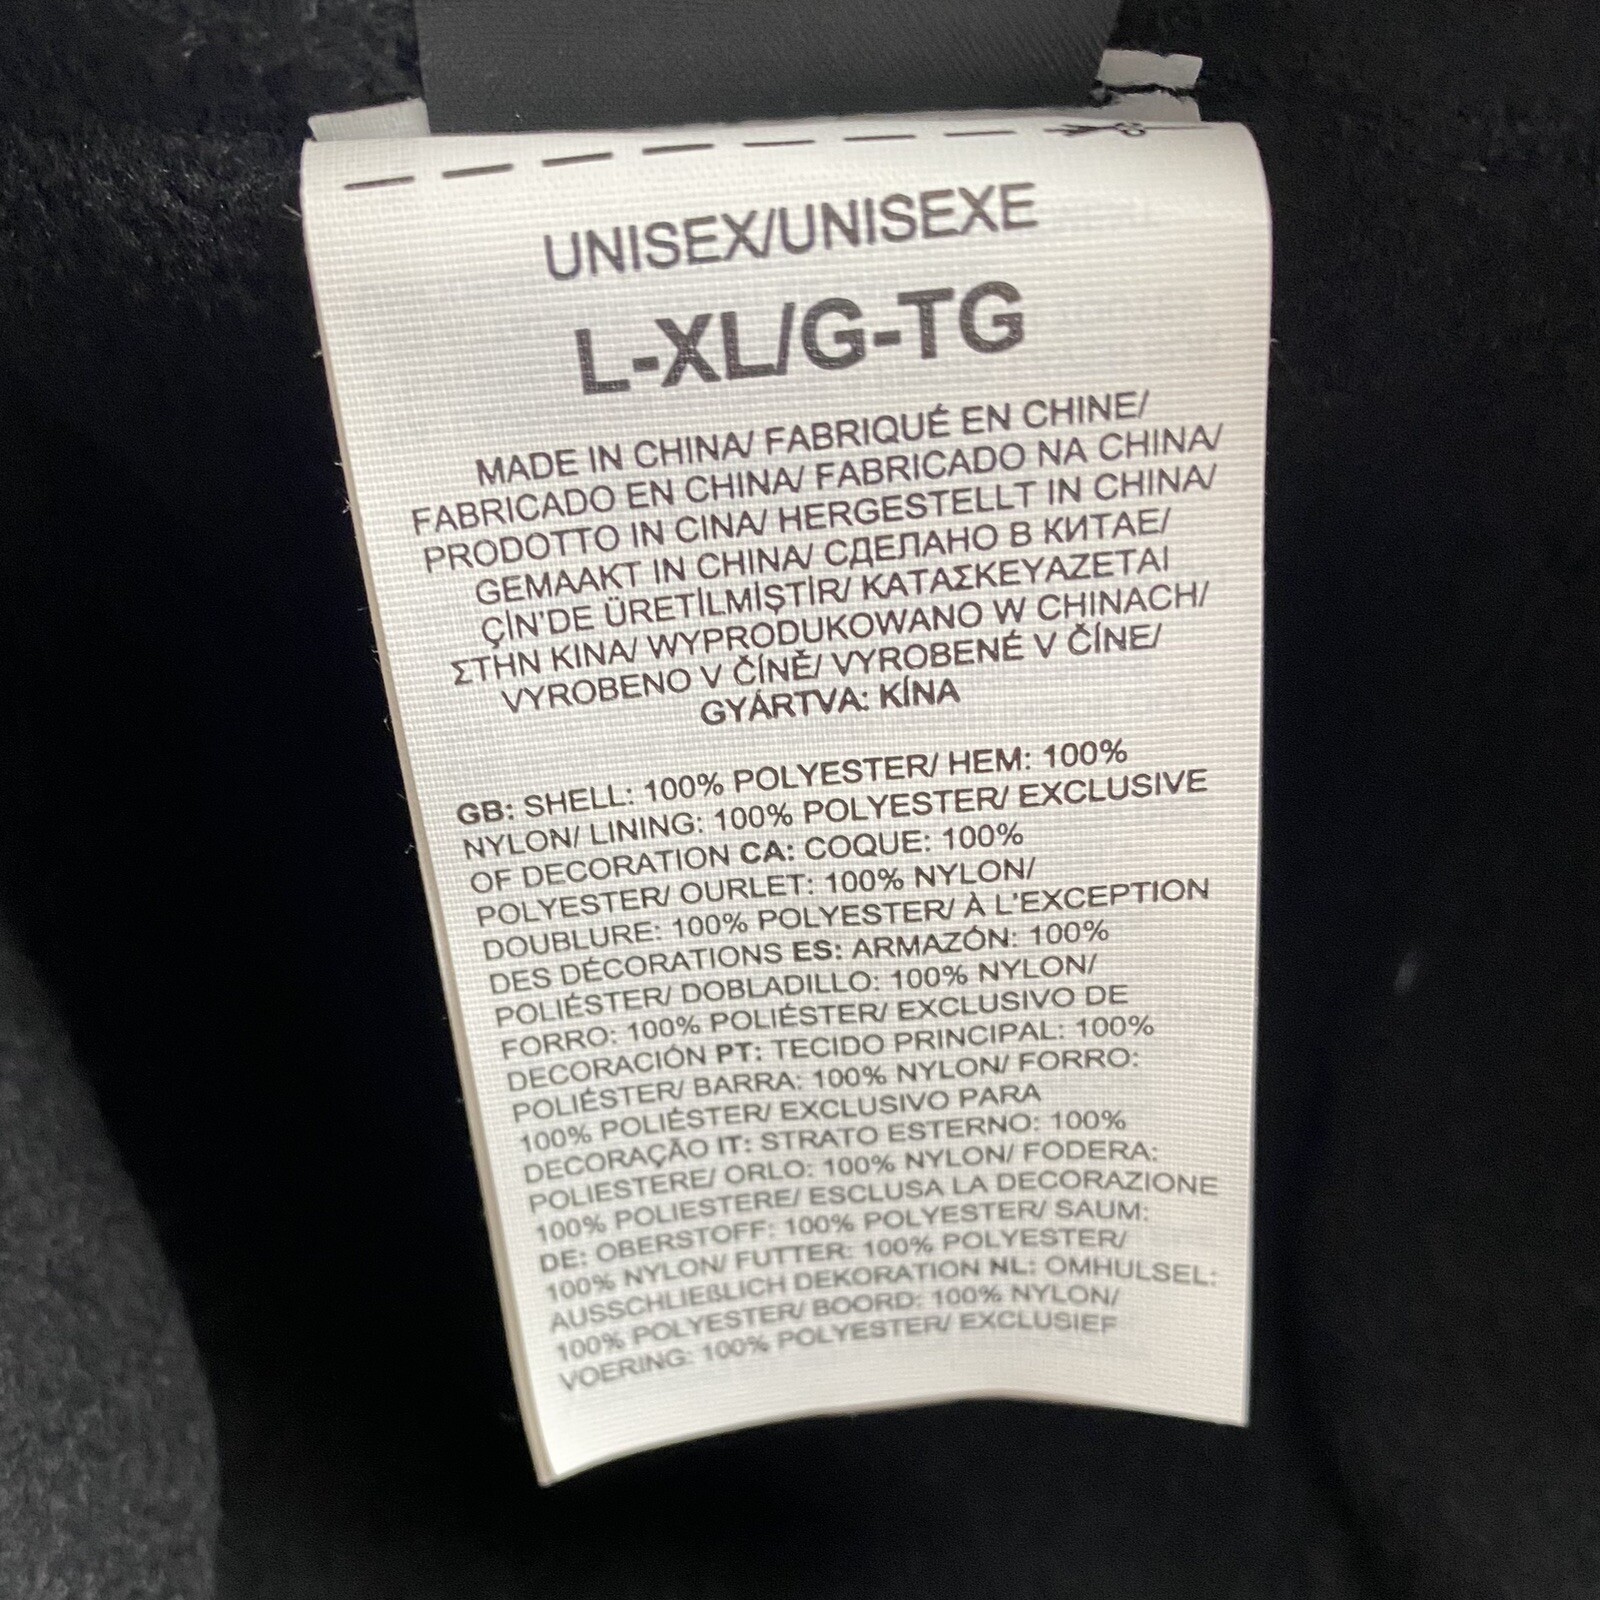 UNISEX/UNISEXE
L-XL/G-TG
MADE IN CHINA/ FABRIQUÉ EN CHINE/
FABRICADO EN CHINA/ FABRICADO NA CHINA/
PRODOTTO IN CINA/ HERGESTELLT IN CHINA/
GEMAAKT IN CHINA/ СДЕЛАНО В КИТАЕ/
ÇİN'DE ÜRETİLMİŞTİR/ ΚΑΤΑΣΚΕΥΑΖΕΤΑΙ
ΣΤΗΝ ΚΙΝΑ/ WYPRODUKOWANO W CHINACH/
VYROBENO V ČÍNĚ/ VYROBENÉ V ČÍNE/
GYÁRTVA: KÍNA
GB: SHELL: 100% POLYESTER/ HEM: 100%
NYLON/ LINING: 100% POLYESTER/ EXCLUSIVE
OF DECORATION CA: COQUE: 100%
POLYESTER/ OURLET: 100% NYLON/
DOUBLURE: 100% POLYESTER/ À L'EXCEPTION
DES DÉCORATIONS ES: ARMAZÓN: 100%
POLIÉSTER/ DOBLADILLO: 100% NYLON/
FORRO: 100% POLIÉSTER/ EXCLUSIVO DE
DECORACIÓN PT: TECIDO PRINCIPAL: 100%
POLIÉSTER/ BARRA: 100% NYLON/ FORRO:
100% POLIÉSTER/ EXCLUSIVO PARA
DECORAÇÃO IT: STRATO ESTERNO: 100%
POLIESTERE/ ORLO: 100% NYLON/ FODERA:
100% POLIESTERE/ ESCLUSA LA DECORAZIONE
DE: OBERSTOFF: 100% POLYESTER/ SAUM:
100% NYLON/ FUTTER: 100% POLYESTER/
AUSSCHLIEßLICH DEKORATION NL: OMHULSEL:
100% POLYESTER/ BOORD: 100% NYLON/
VOERING: 100% POLYESTER/ EXCLUSIEF